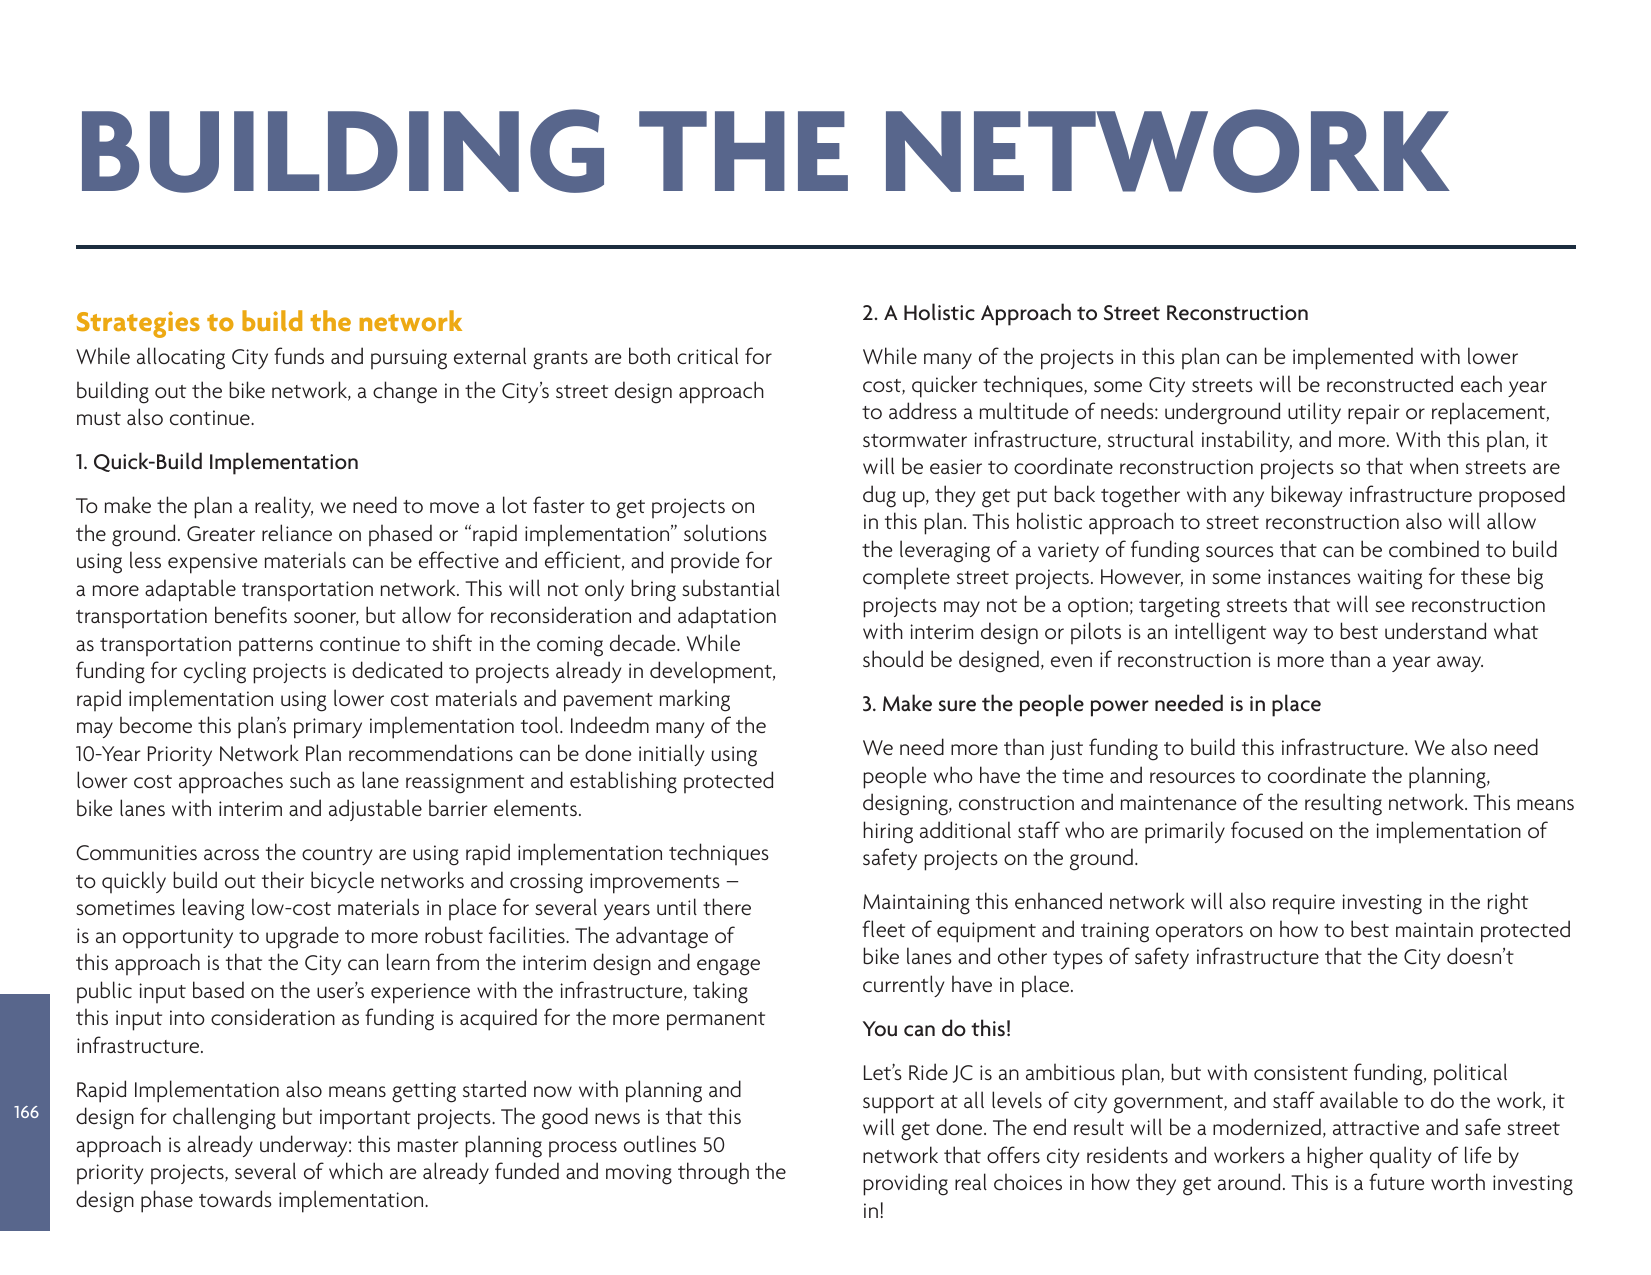 BUILDING THE NETWORK
Strategies to build the network
While allocating City funds and pursuing external grants are both critical for
building out the bike network, a change in the City’s street design approach
must also continue.
1. Quick-Build Implementation
To make the plan a reality, we need to move a lot faster to get projects on
the ground. Greater reliance on phased or “rapid implementation” solutions
using less expensive materials can be effective and efficient, and provide for
a more adaptable transportation network. This will not only bring substantial
transportation benefits sooner, but allow for reconsideration and adaptation
as transportation patterns continue to shift in the coming decade. While
funding for cycling projects is dedicated to projects already in development,
rapid implementation using lower cost materials and pavement marking
may become this plan’s primary implementation tool. Indeedm many of the
10-Year Priority Network Plan recommendations can be done initially using
lower cost approaches such as lane reassignment and establishing protected
bike lanes with interim and adjustable barrier elements.
Communities across the country are using rapid implementation techniques
to quickly build out their bicycle networks and crossing improvements –
sometimes leaving low-cost materials in place for several years until there
is an opportunity to upgrade to more robust facilities. The advantage of
this approach is that the City can learn from the interim design and engage
public input based on the user’s experience with the infrastructure, taking
this input into consideration as funding is acquired for the more permanent
infrastructure.
Rapid Implementation also means getting started now with planning and
design for challenging but important projects. The good news is that this
approach is already underway: this master planning process outlines 50
priority projects, several of which are already funded and moving through the
design phase towards implementation.
2. A Holistic Approach to Street Reconstruction
While many of the projects in this plan can be implemented with lower
cost, quicker techniques, some City streets will be reconstructed each year
to address a multitude of needs: underground utility repair or replacement,
stormwater infrastructure, structural instability, and more. With this plan, it
will be easier to coordinate reconstruction projects so that when streets are
dug up, they get put back together with any bikeway infrastructure proposed
in this plan. This holistic approach to street reconstruction also will allow
the leveraging of a variety of funding sources that can be combined to build
complete street projects. However, in some instances waiting for these big
projects may not be a option; targeting streets that will see reconstruction
with interim design or pilots is an intelligent way to best understand what
should be designed, even if reconstruction is more than a year away.
3. Make sure the people power needed is in place
We need more than just funding to build this infrastructure. We also need
people who have the time and resources to coordinate the planning,
designing, construction and maintenance of the resulting network. This means
hiring additional staff who are primarily focused on the implementation of
safety projects on the ground.
Maintaining this enhanced network will also require investing in the right
fleet of equipment and training operators on how to best maintain protected
bike lanes and other types of safety infrastructure that the City doesn’t
currently have in place.
You can do this!
Let’s Ride JC is an ambitious plan, but with consistent funding, political
support at all levels of city government, and staff available to do the work, it
will get done. The end result will be a modernized, attractive and safe street
network that offers city residents and workers a higher quality of life by
providing real choices in how they get around. This is a future worth investing
in!
166